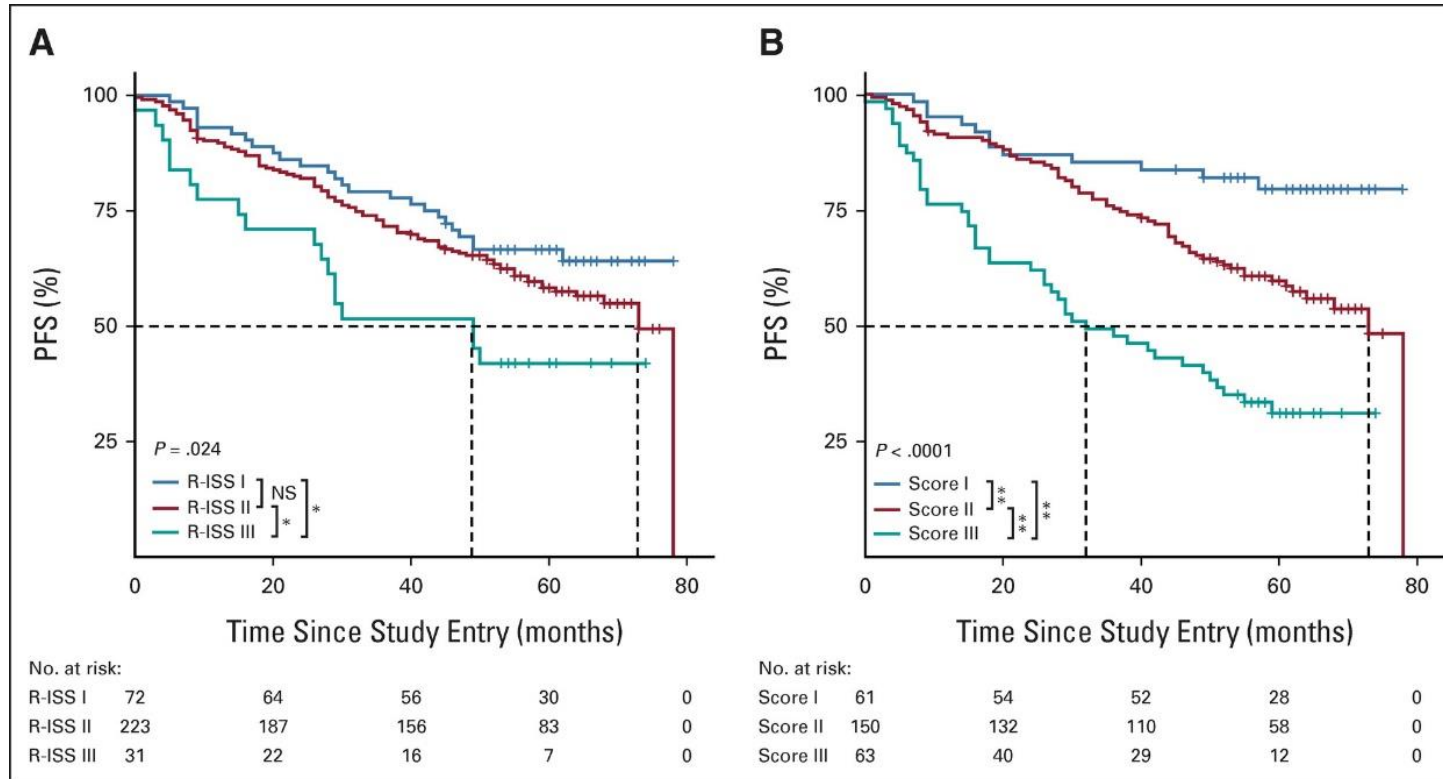 A
PFS (%)
100
75
50
25
P = .024
R-ISS I
R-ISS II
R-ISS III
NS
*
*
0 20 40 60 80
Time Since Study Entry (months)
No. at risk:
R-ISS I 72 64 56 30 0
R-ISS II 223 187 156 83 0
R-ISS III 31 22 16 7 0
B
PFS (%)
100
75
50
25
P < .0001
Score I
Score II
Score III
**
**
**
0 20 40 60 80
Time Since Study Entry (months)
No. at risk:
Score I 61 54 52 28 0
Score II 150 132 110 58 0
Score III 63 40 29 12 0